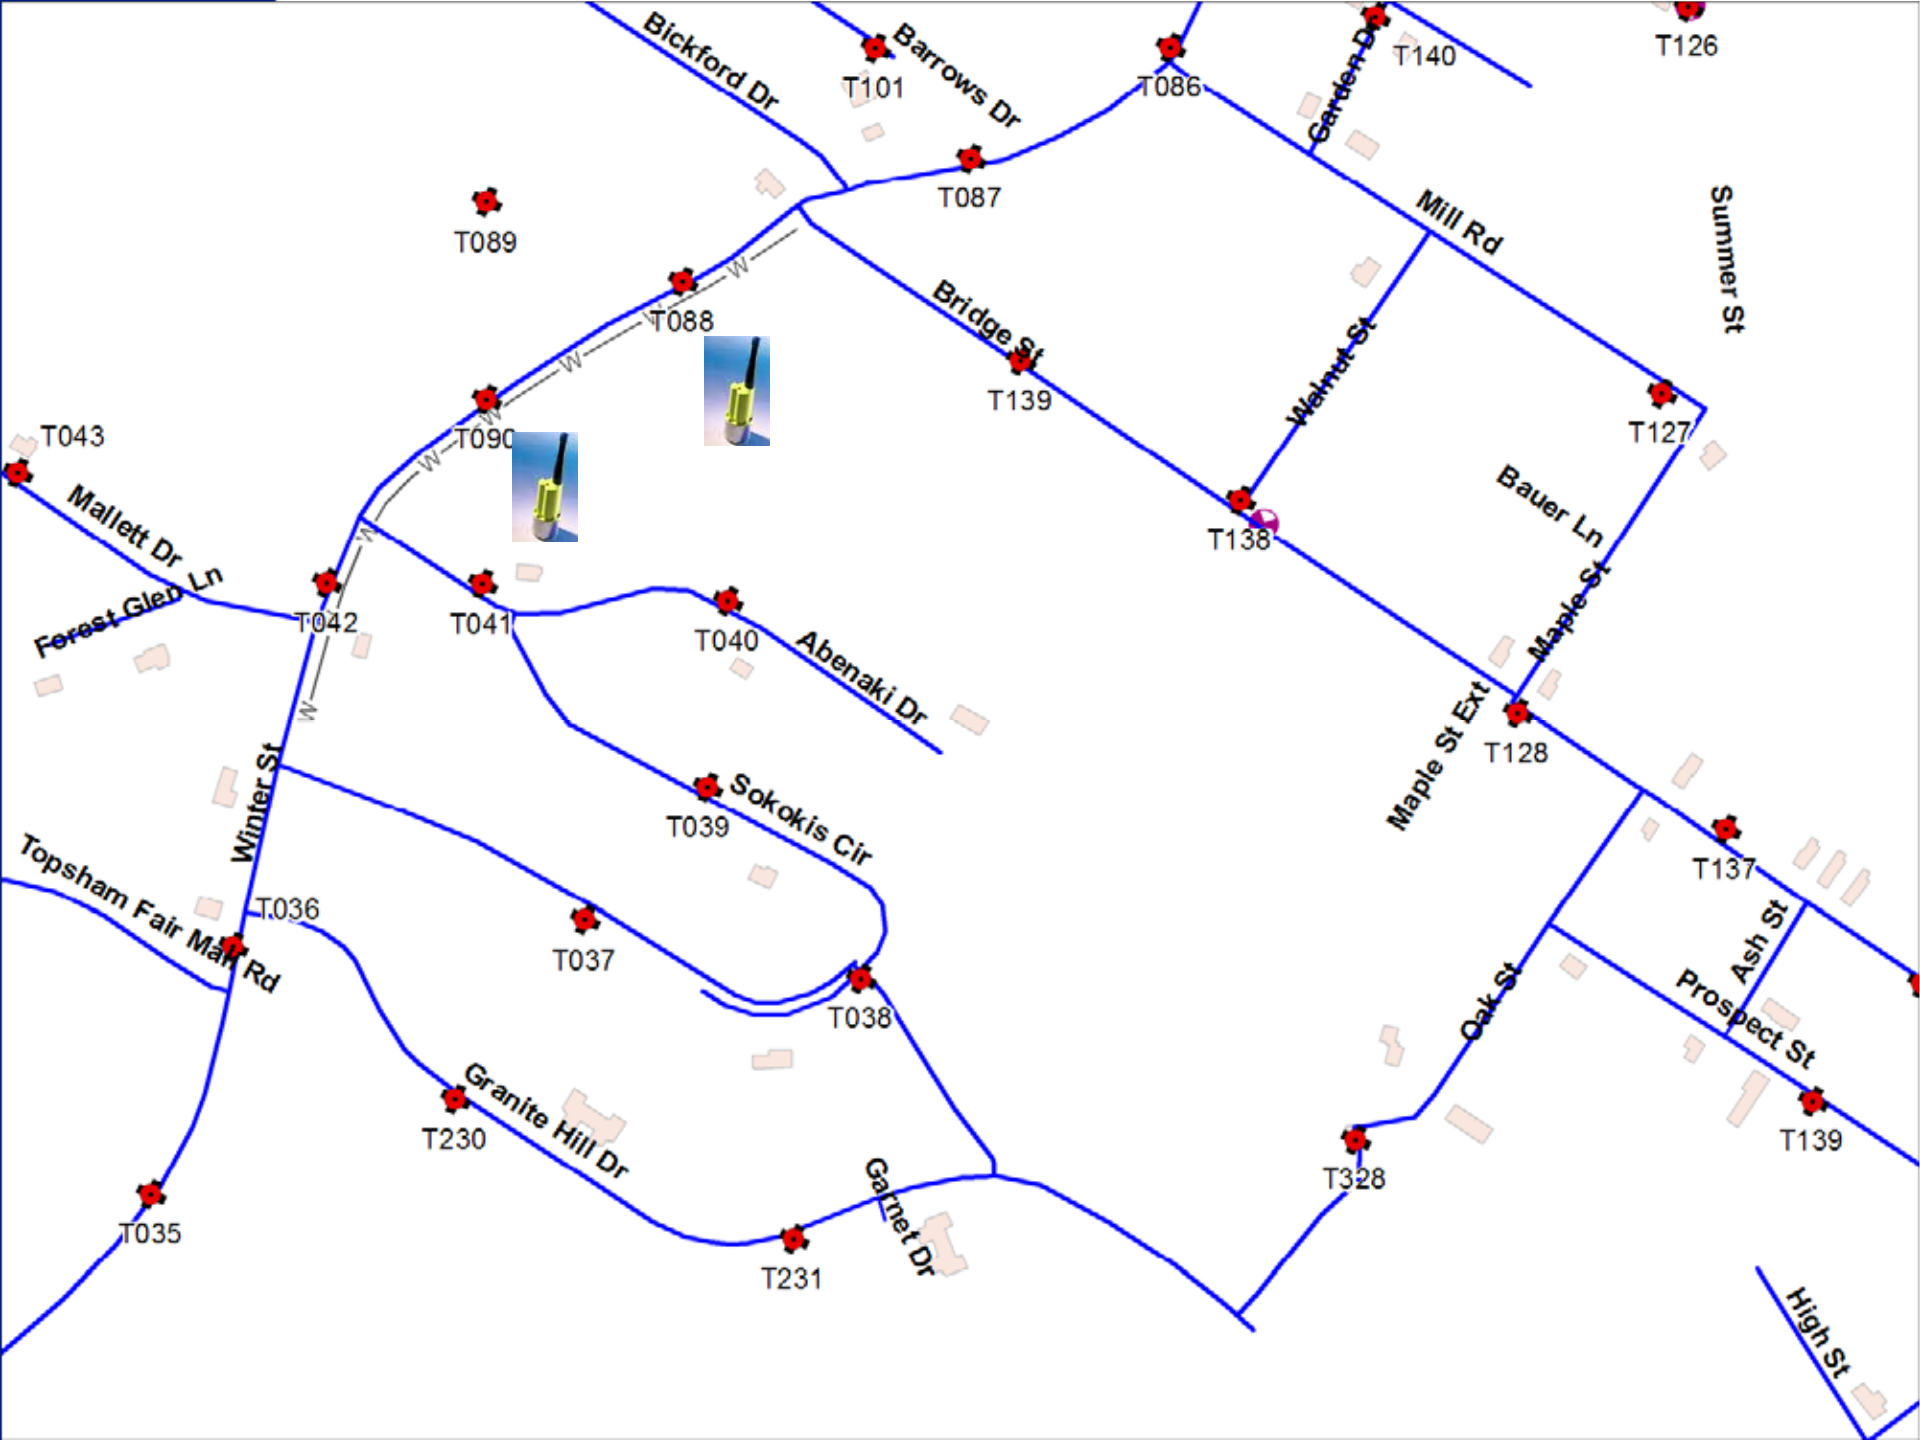 Bickford Dr
Barrows Dr
T101
T086
Garden Dr
T140
T126
T087
T089
Mill Rd
Summer St
T088
Bridge St
T139
Walnut St
T127
T090
T043
Mallett Dr
Bauer Ln
T138
Forest Glen Ln
T042
T041
T040
Abenaki Dr
Maple St
Maple St Ext
T128
W
W
W
W
W
W
W
Winter St
T039
Sokokis Cir
T137
Topsham Fair Mall Rd
T036
T037
T038
Ash St
Oak St
Prospect St
T139
Granite Hill Dr
T230
T328
Garnet Dr
T035
T231
High St